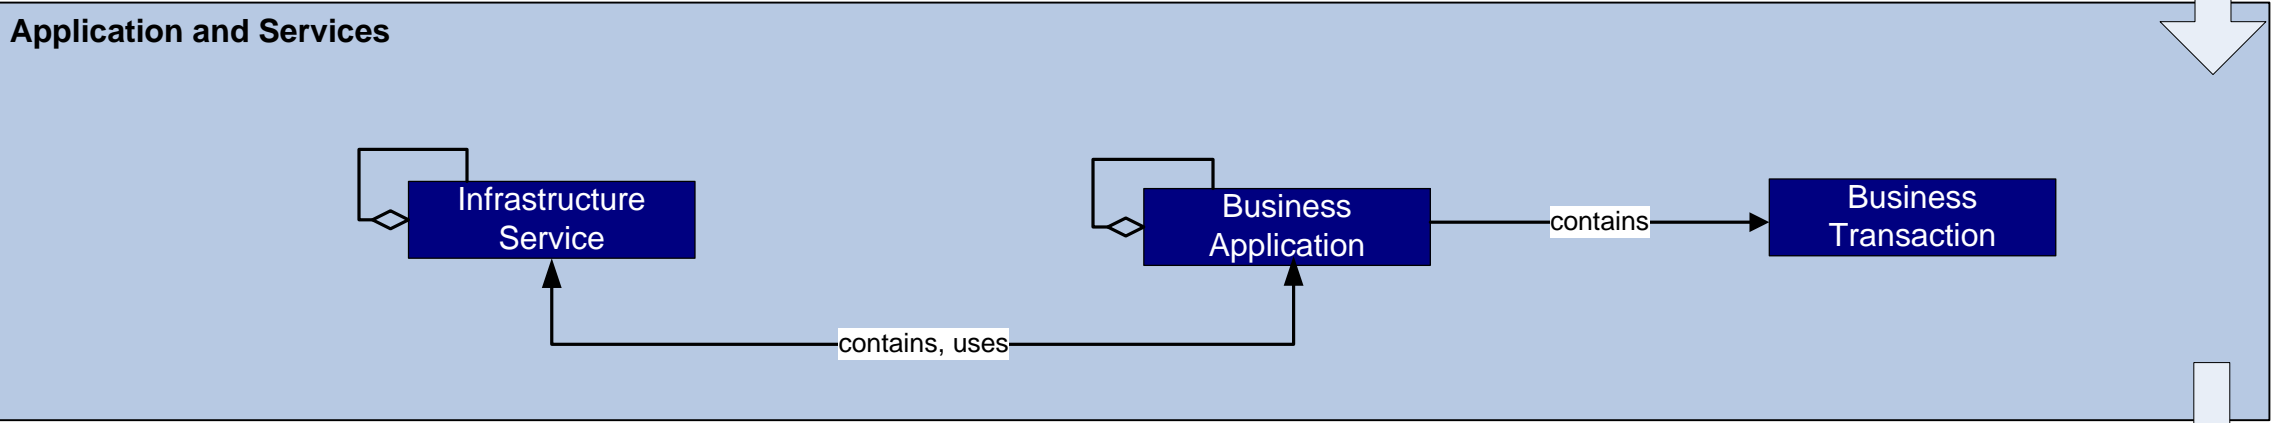 Application and Services
Infrastructure
Service
Business
Application
contains
Business
Transaction
contains, uses